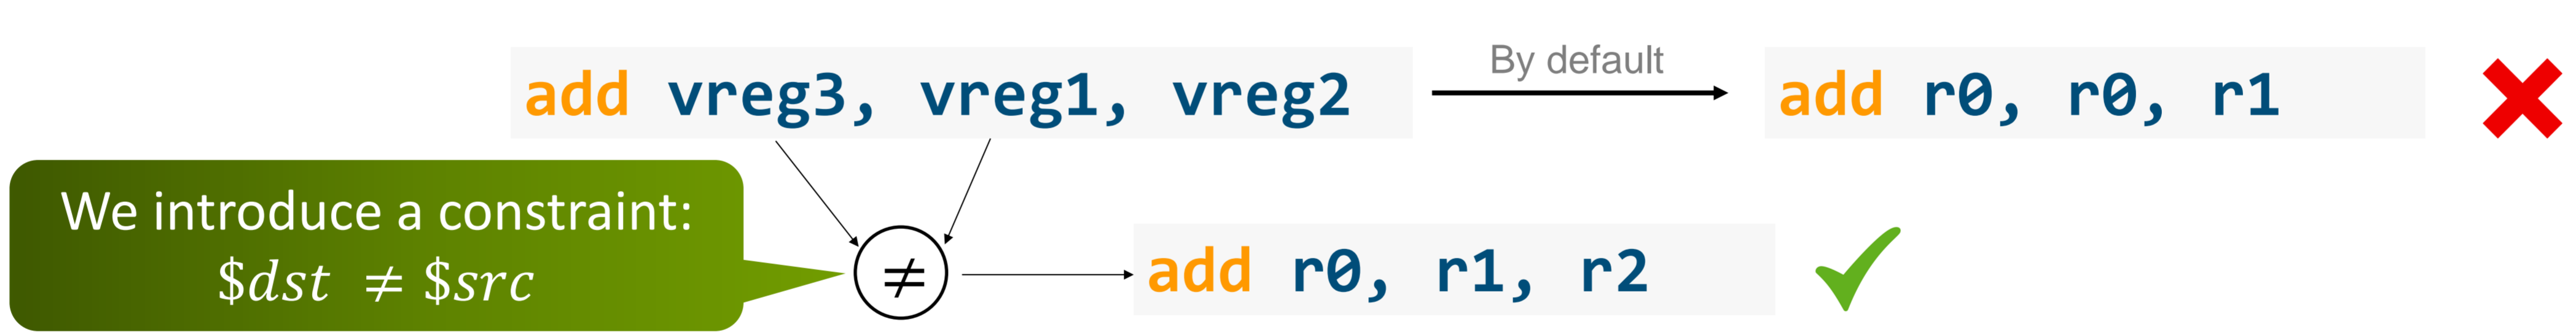 add vreg3, vreg1, vreg2
By default
add r0, r0, r1
We introduce a constraint:
$dst ≠ $src
≠
add r0, r1, r2